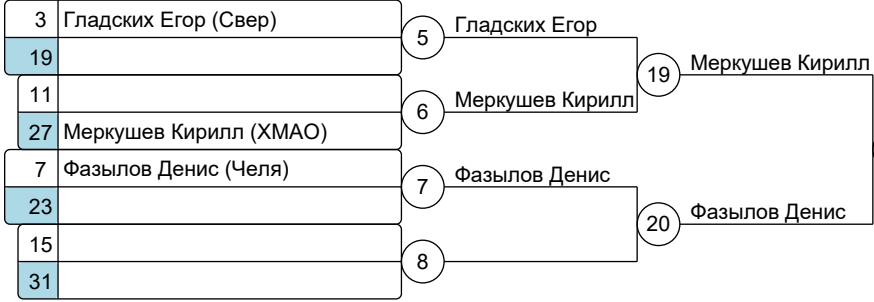 3 Гладских Егор (Свер)
19
5 Гладских Егор
11
27 Меркушев Кирилл (ХМАО)
6 Меркушев Кирилл
19 Меркушев Кирилл
7 Фазылов Денис (Челя)
23
7 Фазылов Денис
15
31
8
20 Фазылов Денис